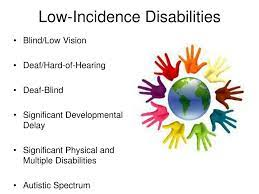 Low-Incidence Disabilities
• Blind/Low Vision
• Deaf/Hard-of-Hearing
• Deaf-Blind
• Significant Developmental
Delay
• Significant Physical and
Multiple Disabilities
• Autistic Spectrum